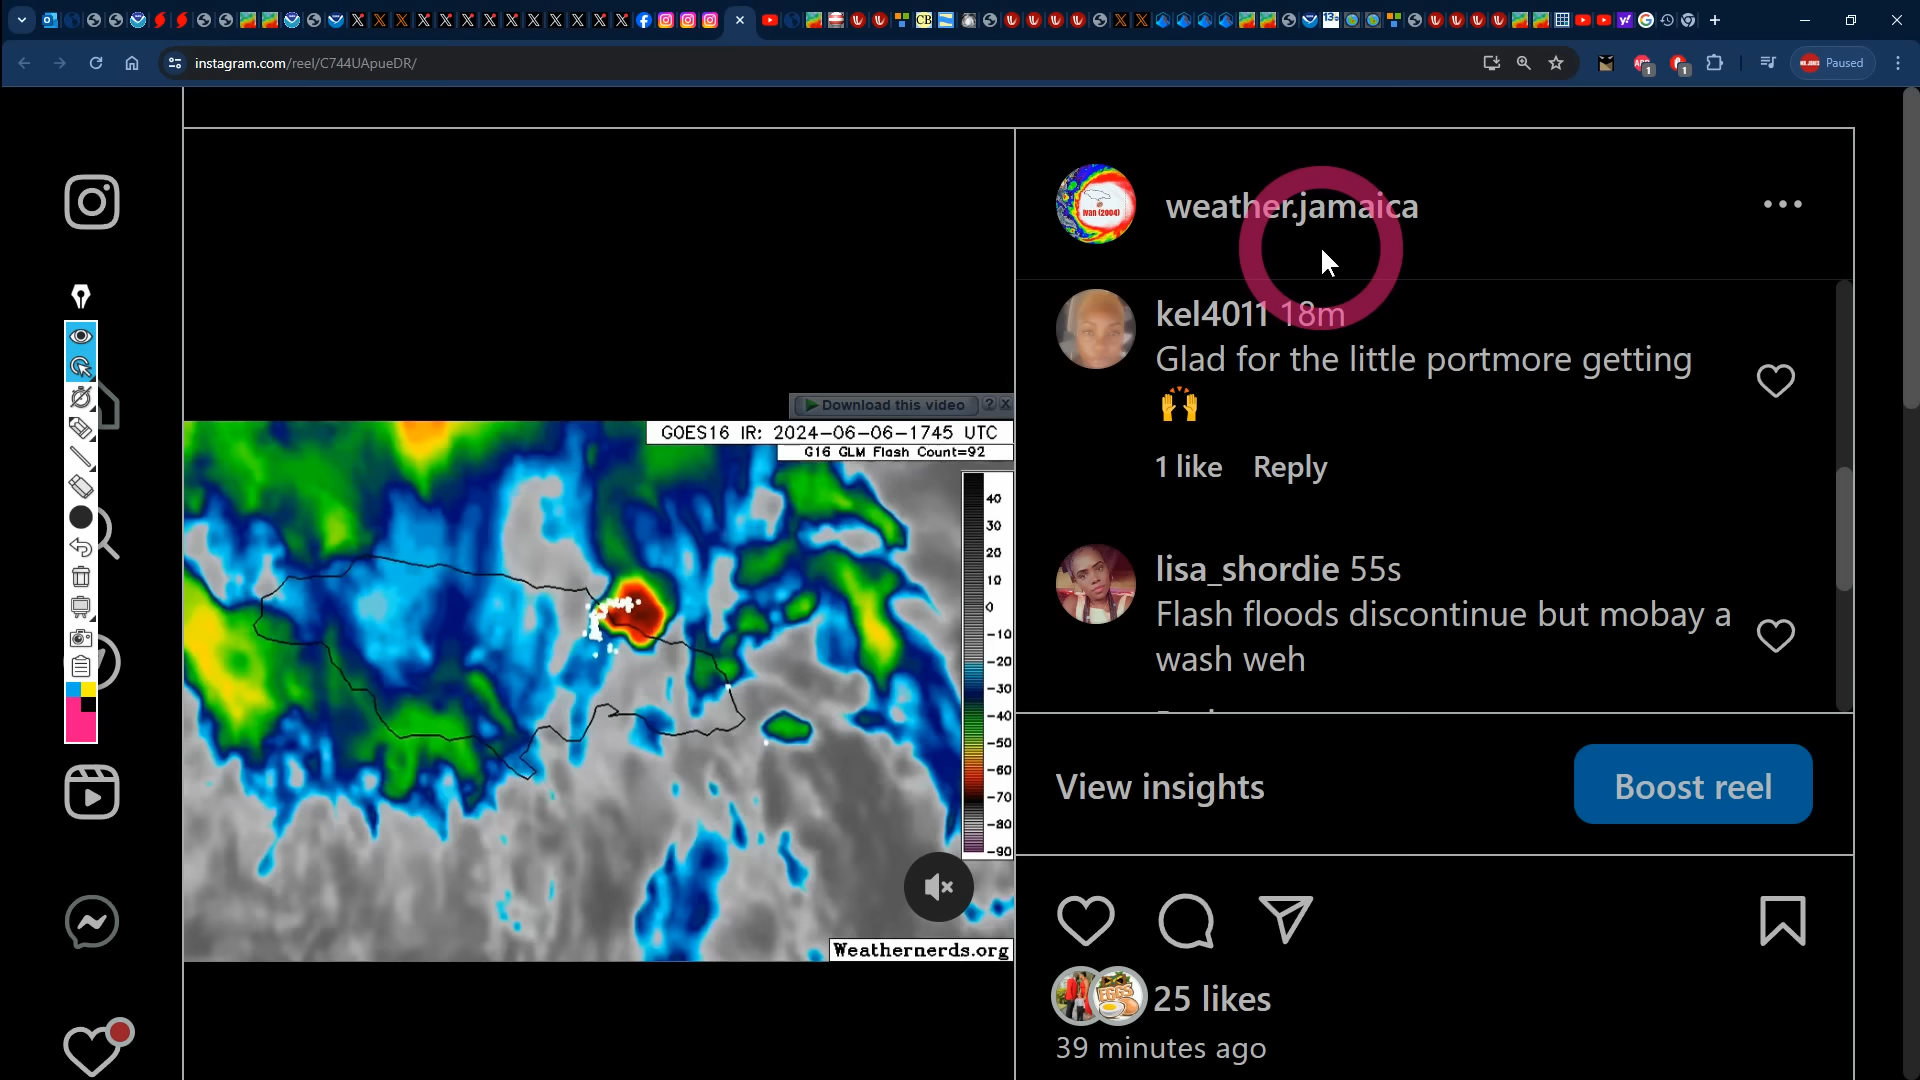 instagram.com/reel/C744UApueDR/
Paused
Ivan (2004)
weather.jamaica
kel4011 18m
Glad for the little portmore getting
🙌
1 like Reply
lisa_shordie 55s
Flash floods discontinue but mobay a
wash weh
View insights
Boost reel
25 likes
39 minutes ago
Download this video ? X
GOES16 IR: 2024-06-06-1745 UTC
G16 GLM Flash Count=92
40
30
20
10
0
-10
-20
-30
-40
-50
-60
-70
-80
-90
Weathernerds.org
EGGS